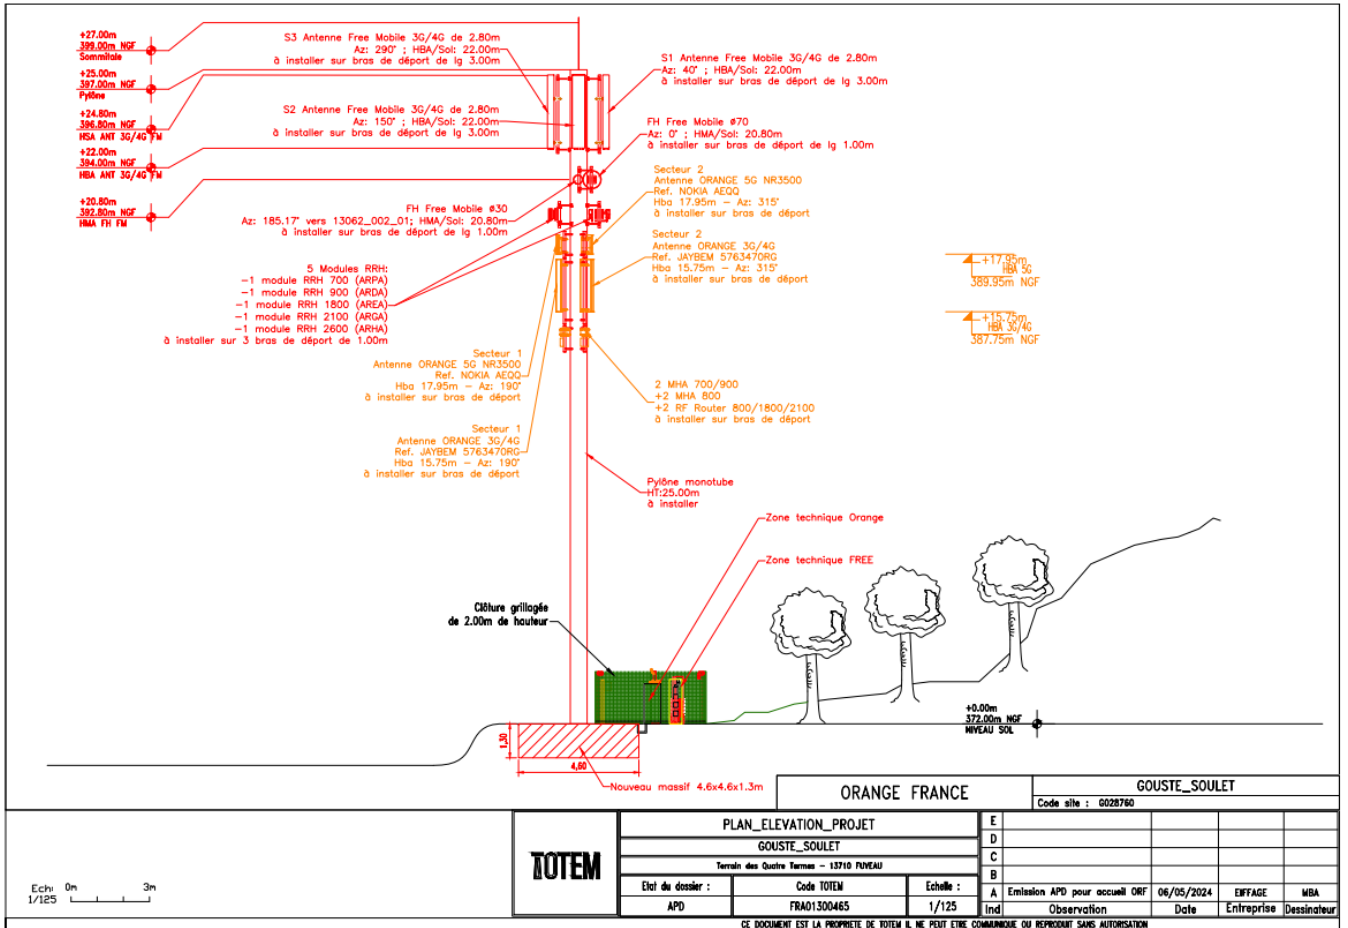 +27.00m
399.00m NGF
Sommitale
+25.00m
397.00m NGF
Pylône
+24.80m
396.80m NGF
HSA ANT 3G/4G FM
+22.00m
394.00m NGF
HBA ANT 3G/4G FM
+20.80m
392.80m NGF
HMA FH FM
S3 Antenne Free Mobile 3G/4G de 2.80m
Az: 290° ; HBA/Sol: 22.00m
à installer sur bras de déport de lg 3.00m
S2 Antenne Free Mobile 3G/4G de 2.80m
Az: 150° ; HBA/Sol: 22.00m
à installer sur bras de déport de lg 3.00m
S1 Antenne Free Mobile 3G/4G de 2.80m
Az: 40° ; HBA/Sol: 22.00m
à installer sur bras de déport de lg 3.00m
FH Free Mobile Ø70
Az: 0° ; HMA/Sol: 20.80m
à installer sur bras de déport de lg 1.00m
FH Free Mobile Ø30
Az: 185.17° vers 13062_002_01; HMA/Sol: 20.80m
à installer sur bras de déport de lg 1.00m
Secteur 2
Antenne ORANGE 5G NR3500
Ref. NOKIA AEQQ
Hba 17.95m - Az: 315°
à installer sur bras de déport
Secteur 2
Antenne ORANGE 3G/4G
Ref. JAYBEM 5763470RG
Hba 15.75m - Az: 315°
à installer sur bras de déport
+17.95m
HBA 5G
389.95m NGF
+15.75m
HBA 3G/4G
387.75m NGF
5 Modules RRH:
-1 module RRH 700 (ARPA)
-1 module RRH 900 (ARDA)
-1 module RRH 1800 (AREA)
-1 module RRH 2100 (ARGA)
-1 module RRH 2600 (ARHA)
à installer sur 3 bras de déport de 1.00m
Secteur 1
Antenne ORANGE 5G NR3500
Ref. NOKIA AEQQ
Hba 17.95m - Az: 190°
à installer sur bras de déport
Secteur 1
Antenne ORANGE 3G/4G
Ref. JAYBEM 5763470RG
Hba 15.75m - Az: 190°
à installer sur bras de déport
2 MHA 700/900
+2 MHA 800
+2 RF Router 800/1800/2100
à installer sur bras de déport
Pylône monotube
HT:25.00m
à installer
Zone technique Orange
Zone technique FREE
Clôture grillagée
de 2.00m de hauteur
+0.00m
372.00m NGF
NIVEAU SOL
1,30
4,60
Nouveau massif 4.6x4.6x1.3m
ORANGE FRANCE
GOUSTE_SOULET
Code site : G028760
TOTEM
PLAN_ELEVATION_PROJET
GOUSTE_SOULET
Terrain des Quatre Termes - 13710 FUVEAU
Etat du dossier :
Code TOTEM
Echelle :
APD
FRA01300465
1/125
E
D
C
B
A Emission APD pour accueil ORF 06/05/2024 EIFFAGE MBA
Ind Observation Date Entreprise Dessinateur
Ech: 0m 3m
1/125
CE DOCUMENT EST LA PROPRIETE DE TOTEM IL NE PEUT ETRE COMMUNIQUE OU REPRODUIT SANS AUTORISATION